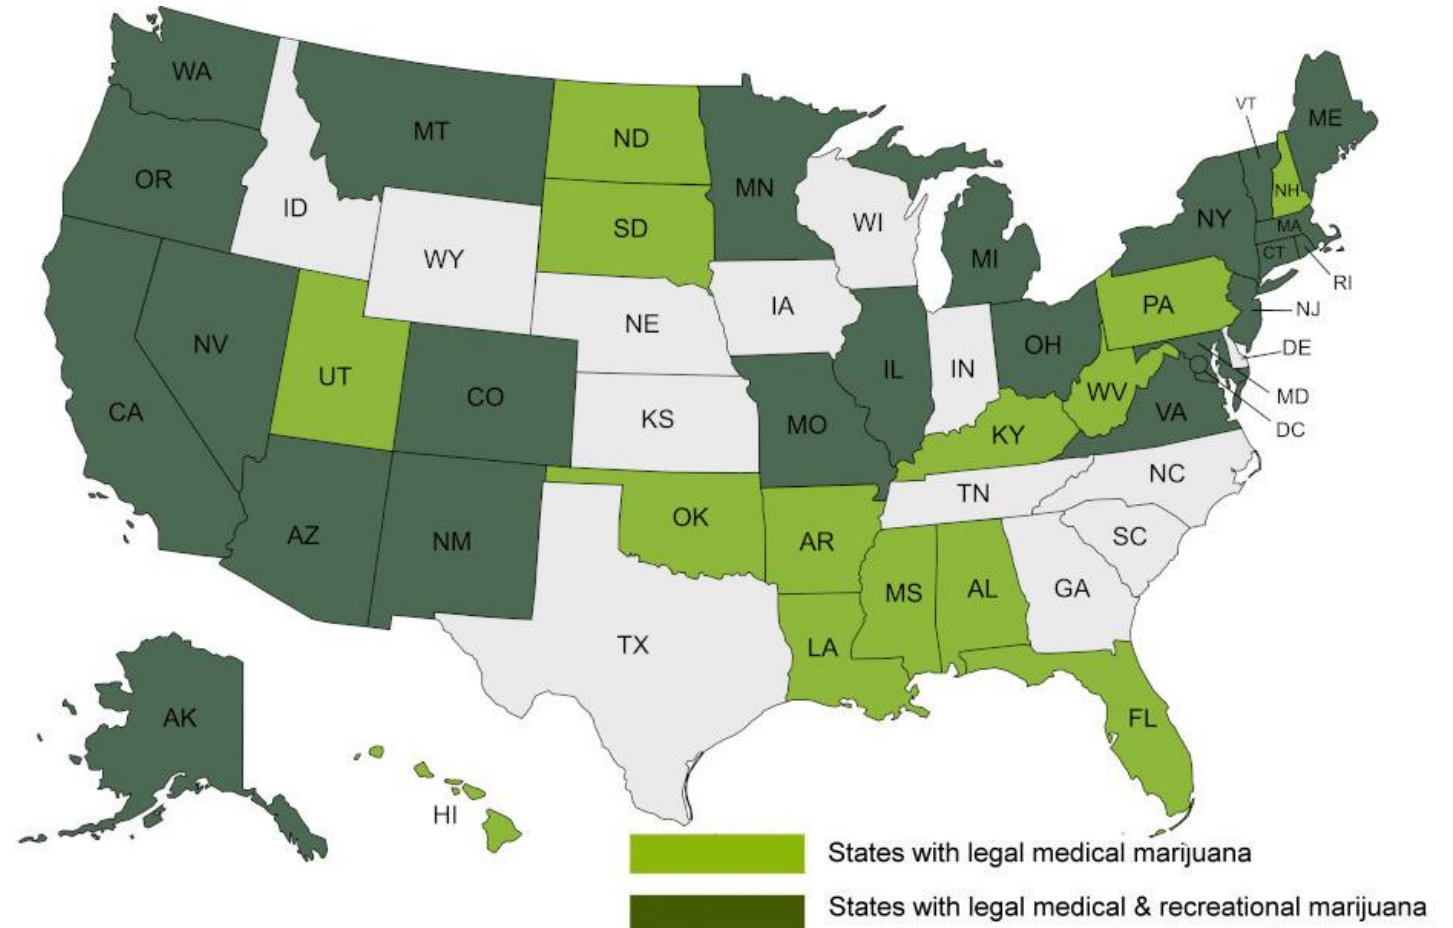 WA
MT
ND
MN
ME
VT
OR
ID
SD
WI
NH
NY
MA
WY
MI
CT
RI
IA
NE
PA
NJ
NV
UT
CO
IL
IN
OH
DE
CA
KS
MO
WV
VA
MD
DC
KY
NC
TN
AZ
NM
OK
AR
SC
MS
AL
GA
TX
LA
AK
FL
HI
States with legal medical marijuana
States with legal medical & recreational marijuana